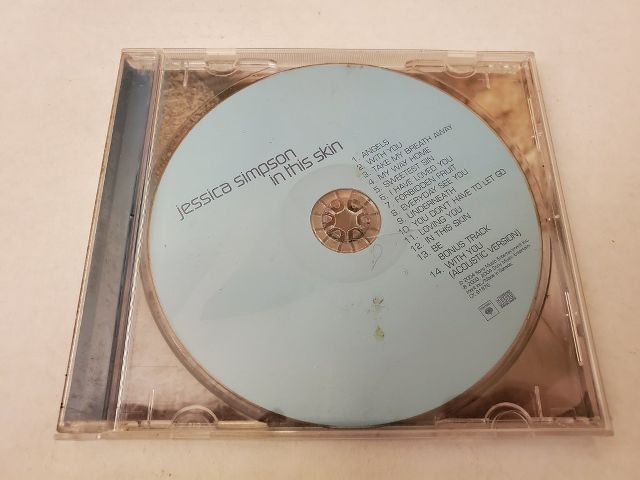 jessica simpson
in this skin
1. ANGELS
2. WITH YOU
3. TAKE MY BREATH AWAY
4. MY WAY HOME
5. SWEETEST SIN
6. I HAVE LOVED YOU
7. FORBIDDEN FRUIT
8. EVERYDAY SEE YOU
9. UNDERNEATH
10. YOU DON'T HAVE TO LET GO
11. LOVING YOU
12. IN THIS SKIN
13. BE
BONUS TRACK
14. WITH YOU
(ACOUSTIC VERSION)